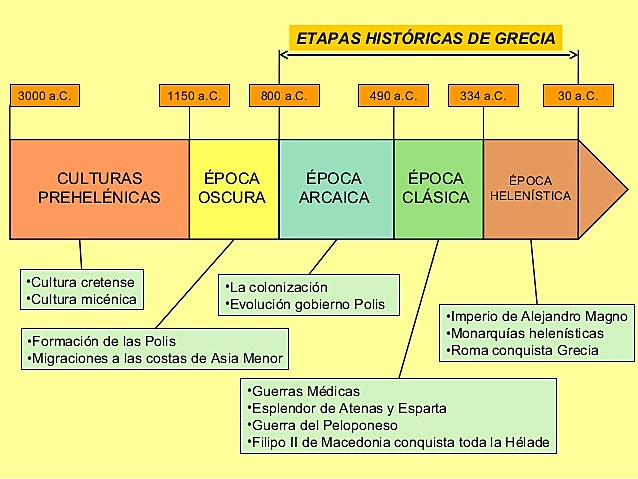 ETAPAS HISTÓRICAS DE GRECIA
3000 a.C.
1150 a.C.
800 a.C.
490 a.C.
334 a.C.
30 a.C.
CULTURAS
PREHELÉNICAS
ÉPOCA
OSCURA
ÉPOCA
ARCAICA
ÉPOCA
CLÁSICA
ÉPOCA
HELENÍSTICA
•Cultura cretense
•Cultura micénica
•Formación de las Polis
•Migraciones a las costas de Asia Menor
•La colonización
•Evolución gobierno Polis
•Guerras Médicas
•Esplendor de Atenas y Esparta
•Guerra del Peloponeso
•Filipo II de Macedonia conquista toda la Hélade
•Imperio de Alejandro Magno
•Monarquías helenísticas
•Roma conquista Grecia